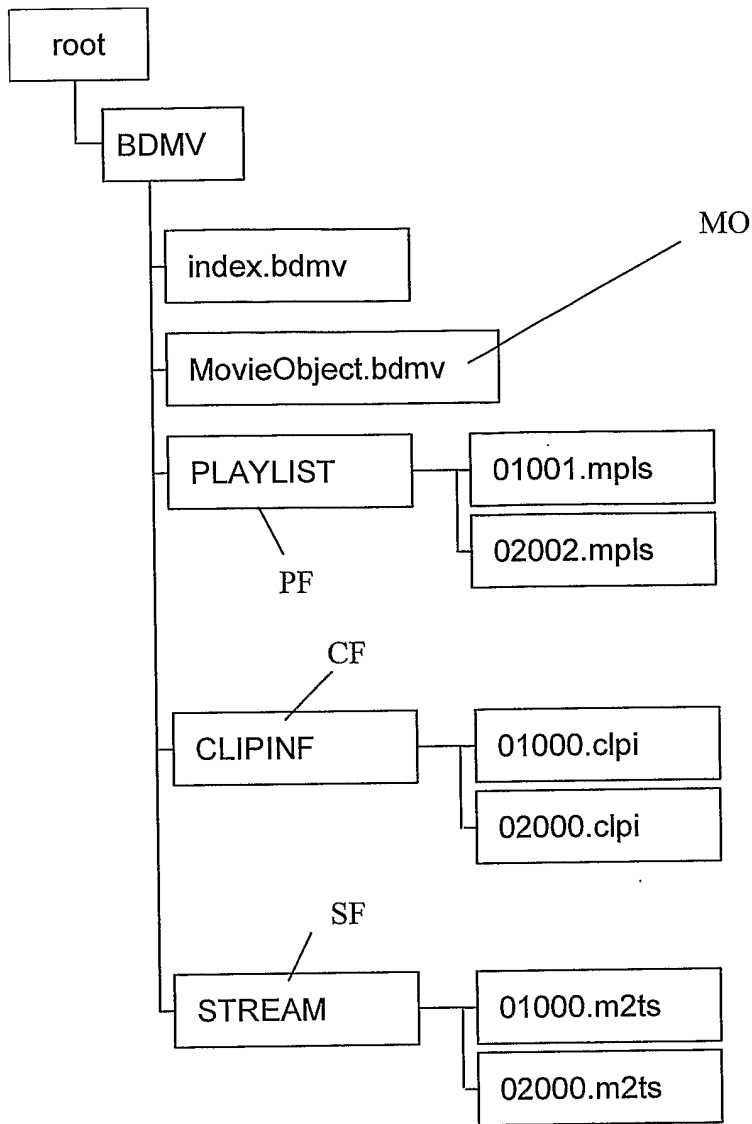 root
BDMV
MO
index.bdmv
MovieObject.bdmv
PLAYLIST
01001.mpls
02002.mpls
PF
CF
CLIPINF
01000.clpi
02000.clpi
SF
STREAM
01000.m2ts
02000.m2ts